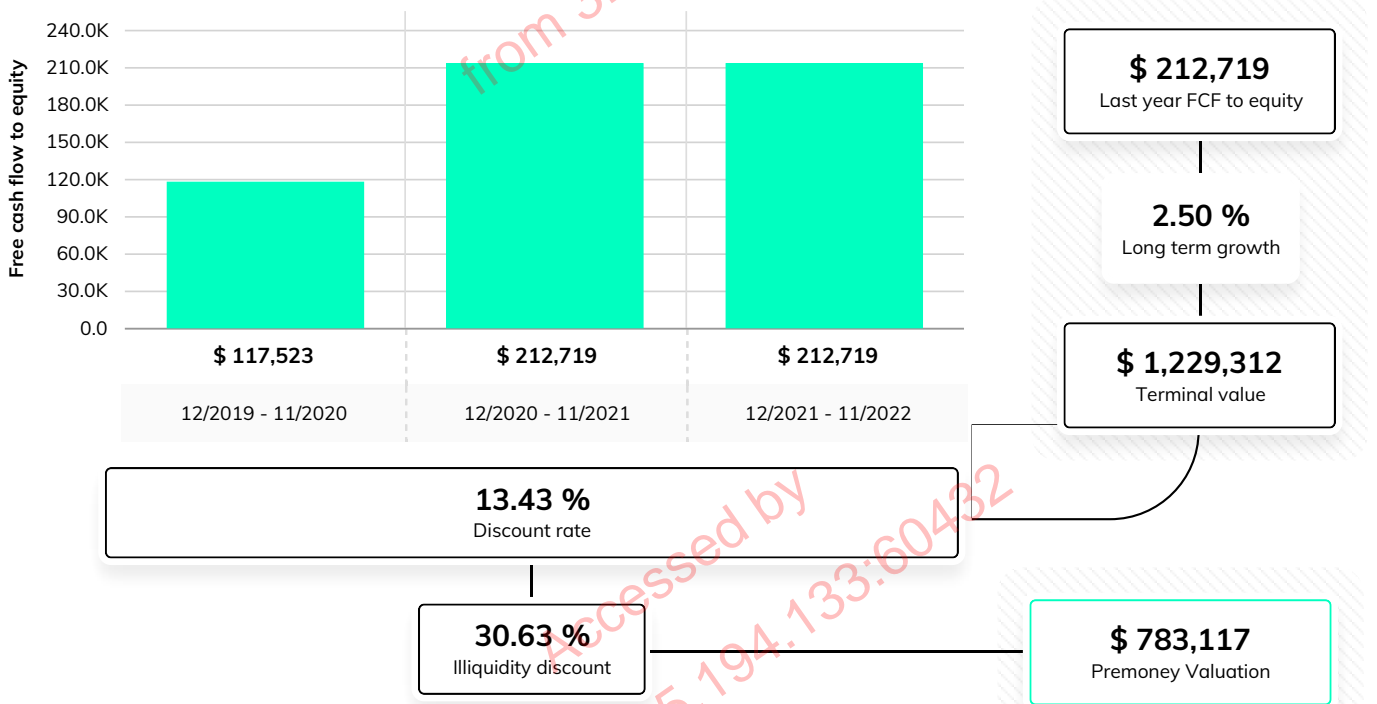 Free cash flow to equity
240.0K
210.0K
180.0K
150.0K
120.0K
90.0K
60.0K
30.0K
0.0
$ 117,523
$ 212,719
$ 212,719
12/2019 - 11/2020
12/2020 - 11/2021
12/2021 - 11/2022
$ 212,719
Last year FCF to equity
2.50 %
Long term growth
$ 1,229,312
Terminal value
13.43 %
Discount rate
30.63 %
Illiquidity discount
$ 783,117
Premoney Valuation
from
Accessed by
.194.133:60432